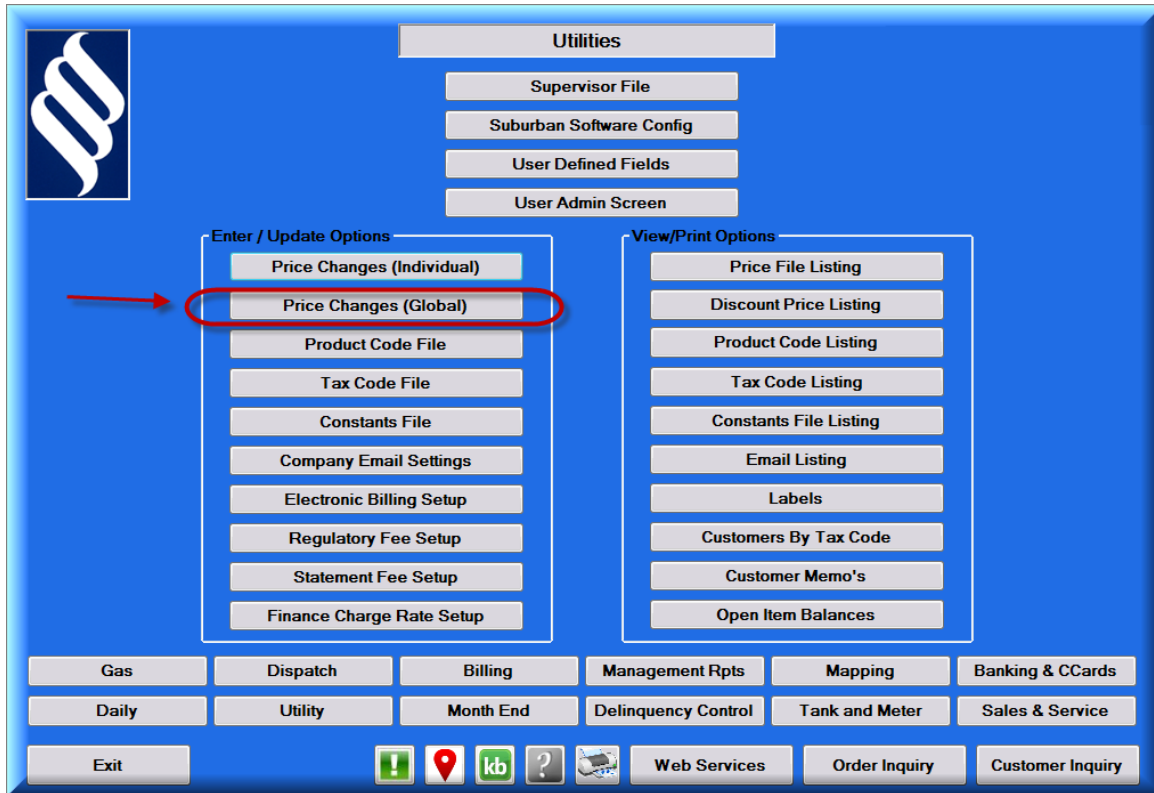 Utilities
Supervisor File
Suburban Software Config
User Defined Fields
User Admin Screen
Enter / Update Options
Price Changes (Individual)
Price Changes (Global)
Product Code File
Tax Code File
Constants File
Company Email Settings
Electronic Billing Setup
Regulatory Fee Setup
Statement Fee Setup
Finance Charge Rate Setup
View/Print Options
Price File Listing
Discount Price Listing
Product Code Listing
Tax Code Listing
Constants File Listing
Email Listing
Labels
Customers By Tax Code
Customer Memo's
Open Item Balances
Gas Dispatch Billing Management Rpts Mapping Banking & CCards
Daily Utility Month End Delinquency Control Tank and Meter Sales & Service
Exit ! kb ? Web Services Order Inquiry Customer Inquiry